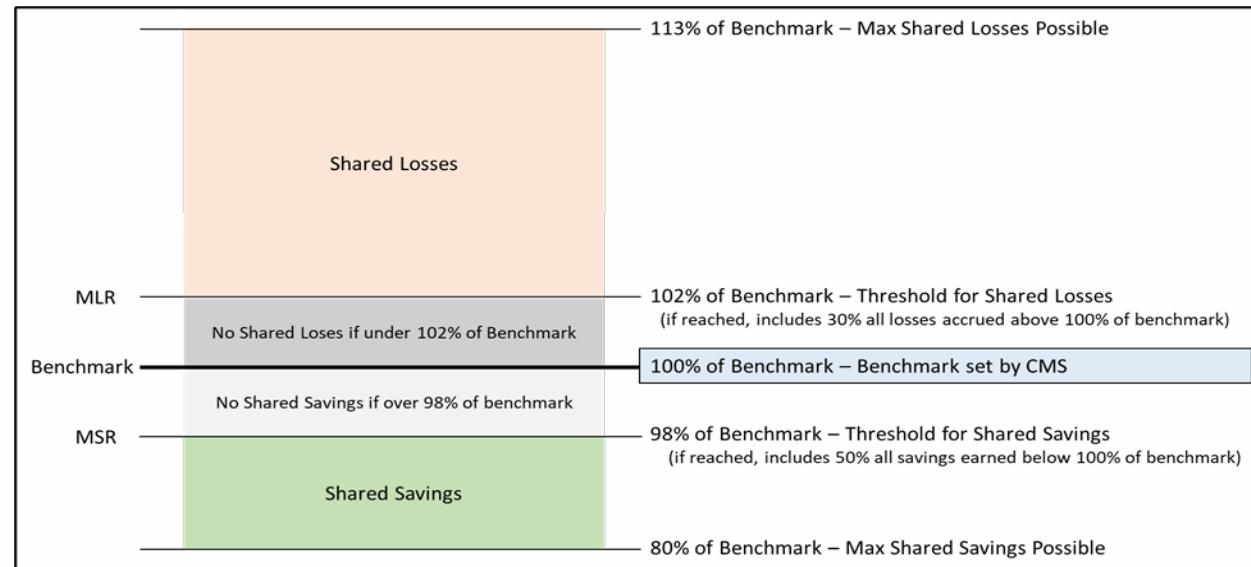 113% of Benchmark – Max Shared Losses Possible
Shared Losses
MLR
102% of Benchmark – Threshold for Shared Losses
(if reached, includes 30% all losses accrued above 100% of benchmark)
No Shared Loses if under 102% of Benchmark
Benchmark
100% of Benchmark – Benchmark set by CMS
No Shared Savings if over 98% of benchmark
MSR
98% of Benchmark – Threshold for Shared Savings
(if reached, includes 50% all savings earned below 100% of benchmark)
Shared Savings
80% of Benchmark – Max Shared Savings Possible